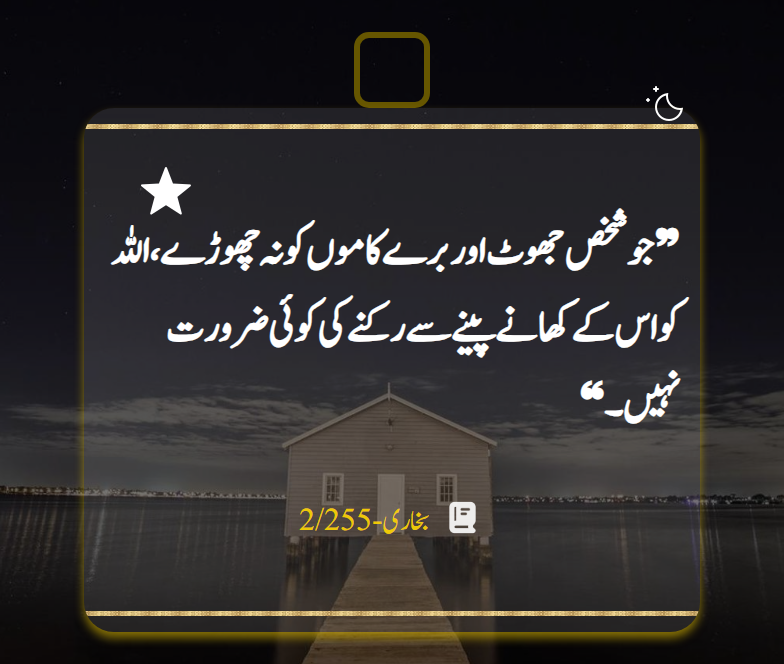 ”جو شخص جھوٹ اور برے کاموں کو نہ چھوڑے،اللہ
کو اس کے کھانے پینے سے رکنے کی کوئی ضرورت
نہیں۔“
بخاری-2/255